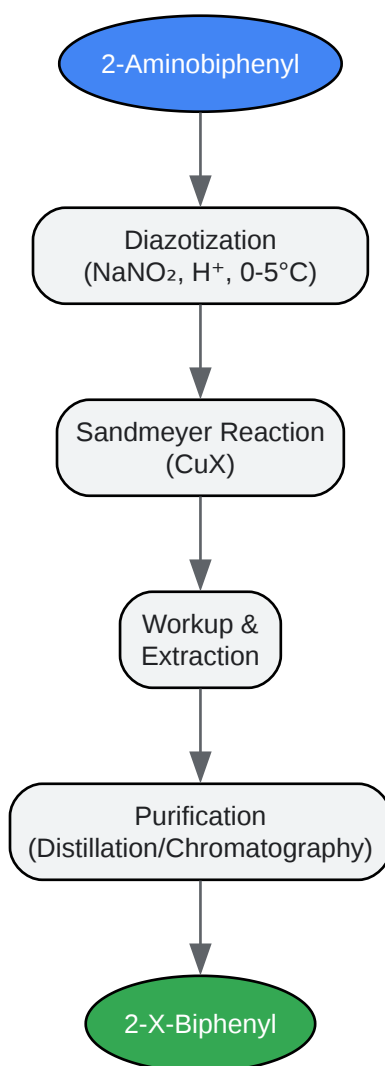 2-Aminobiphenyl
Diazotization
(NaNO₂, H⁺, 0-5°C)
Sandmeyer Reaction
(CuX)
Workup &
Extraction
Purification
(Distillation/Chromatography)
2-X-Biphenyl